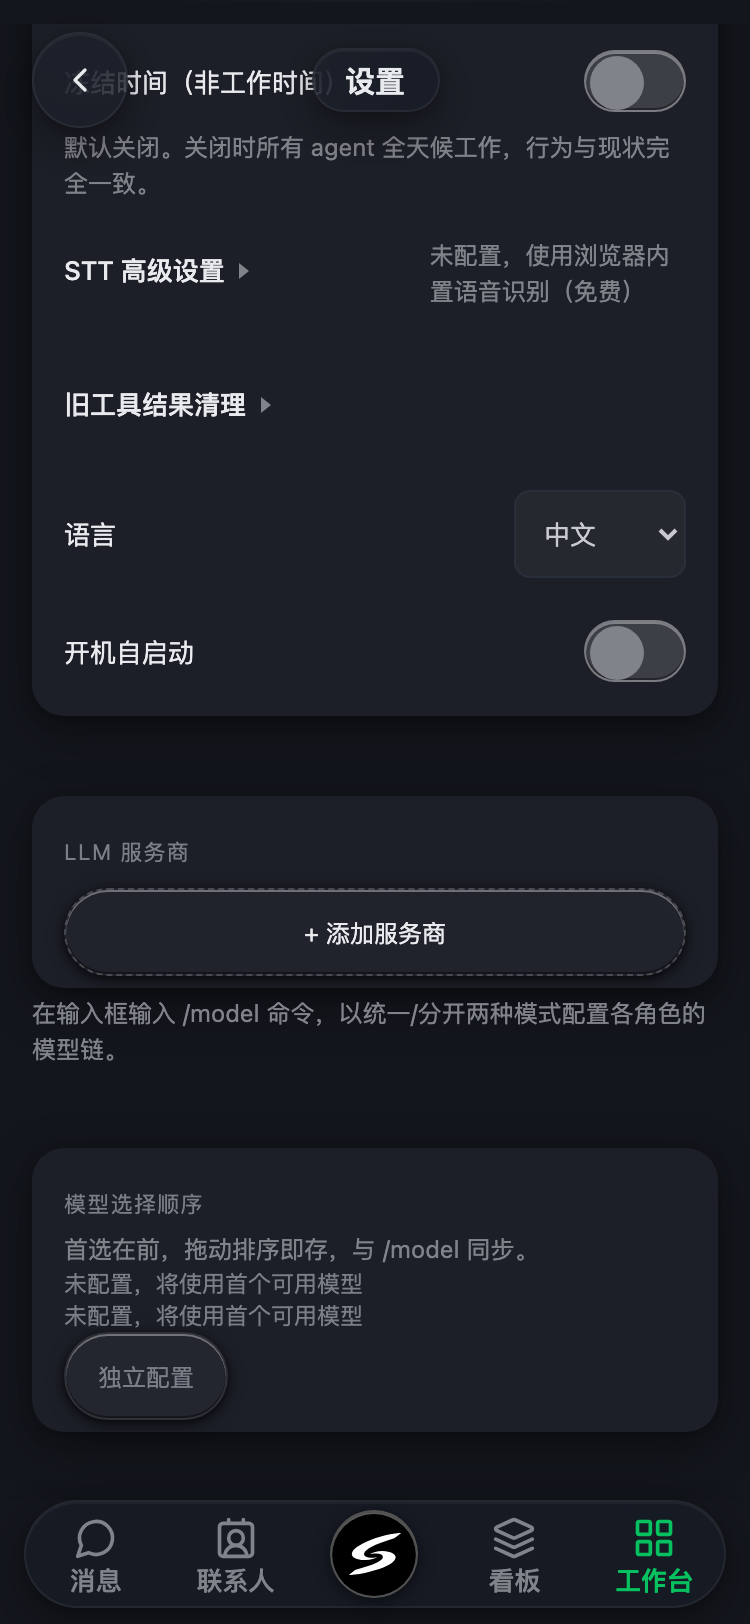 冻结时间（非工作时间）
设置
默认关闭。关闭时所有 agent 全天候工作，行为与现状完
全一致。
STT 高级设置
未配置，使用浏览器内
置语音识别（免费）
旧工具结果清理
语言
中文
开机自启动
LLM 服务商
+ 添加服务商
在输入框输入 /model 命令，以统一/分开两种模式配置各角色的
模型链。
模型选择顺序
首选在前，拖动排序即存，与 /model 同步。
未配置，将使用首个可用模型
未配置，将使用首个可用模型
独立配置
消息
联系人
看板
工作台